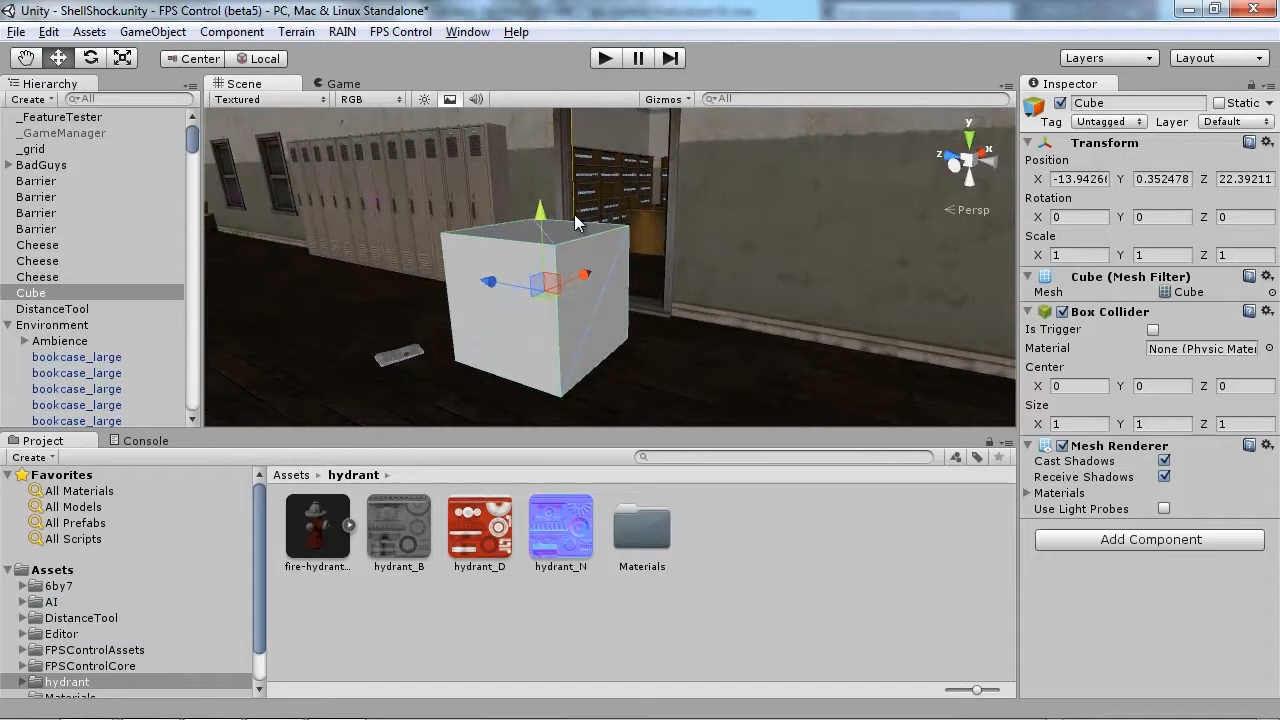 Unity - ShellShock.unity - FPS Control (beta5) - PC, Mac & Linux Standalone*
File Edit Assets GameObject Component Terrain RAIN FPS Control Window Help
Center Local Layers Layout
Hierarchy
Create All
_FeatureTester
_GameManager
_grid
BadGuys
Barrier
Barrier
Barrier
Barrier
Cheese
Cheese
Cheese
Cube
DistanceTool
Environment
Ambience
bookcase_large
bookcase_large
bookcase_large
bookcase_large
bookcase_large
Scene Game
Textured RGB Gizmos All
y
z x
Persp
Inspector
Cube Static
Tag Untagged Layer Default
Transform
Position
X -13.9426( Y 0.352478 Z 22.39211
Rotation
X 0 Y 0 Z 0
Scale
X 1 Y 1 Z 1
Cube (Mesh Filter)
Mesh Cube
Box Collider
Is Trigger
Material None (Physic Mater
Center
X 0 Y 0 Z 0
Size
X 1 Y 1 Z 1
Mesh Renderer
Cast Shadows
Receive Shadows
Materials
Use Light Probes
Add Component
Project Console
Create
Favorites
All Materials
All Models
All Prefabs
All Scripts
Assets
6by7
AI
DistanceTool
Editor
FPSControlAssets
FPSControlCore
hydrant
Materials
Assets hydrant
fire-hydrant... hydrant_B hydrant_D hydrant_N Materials